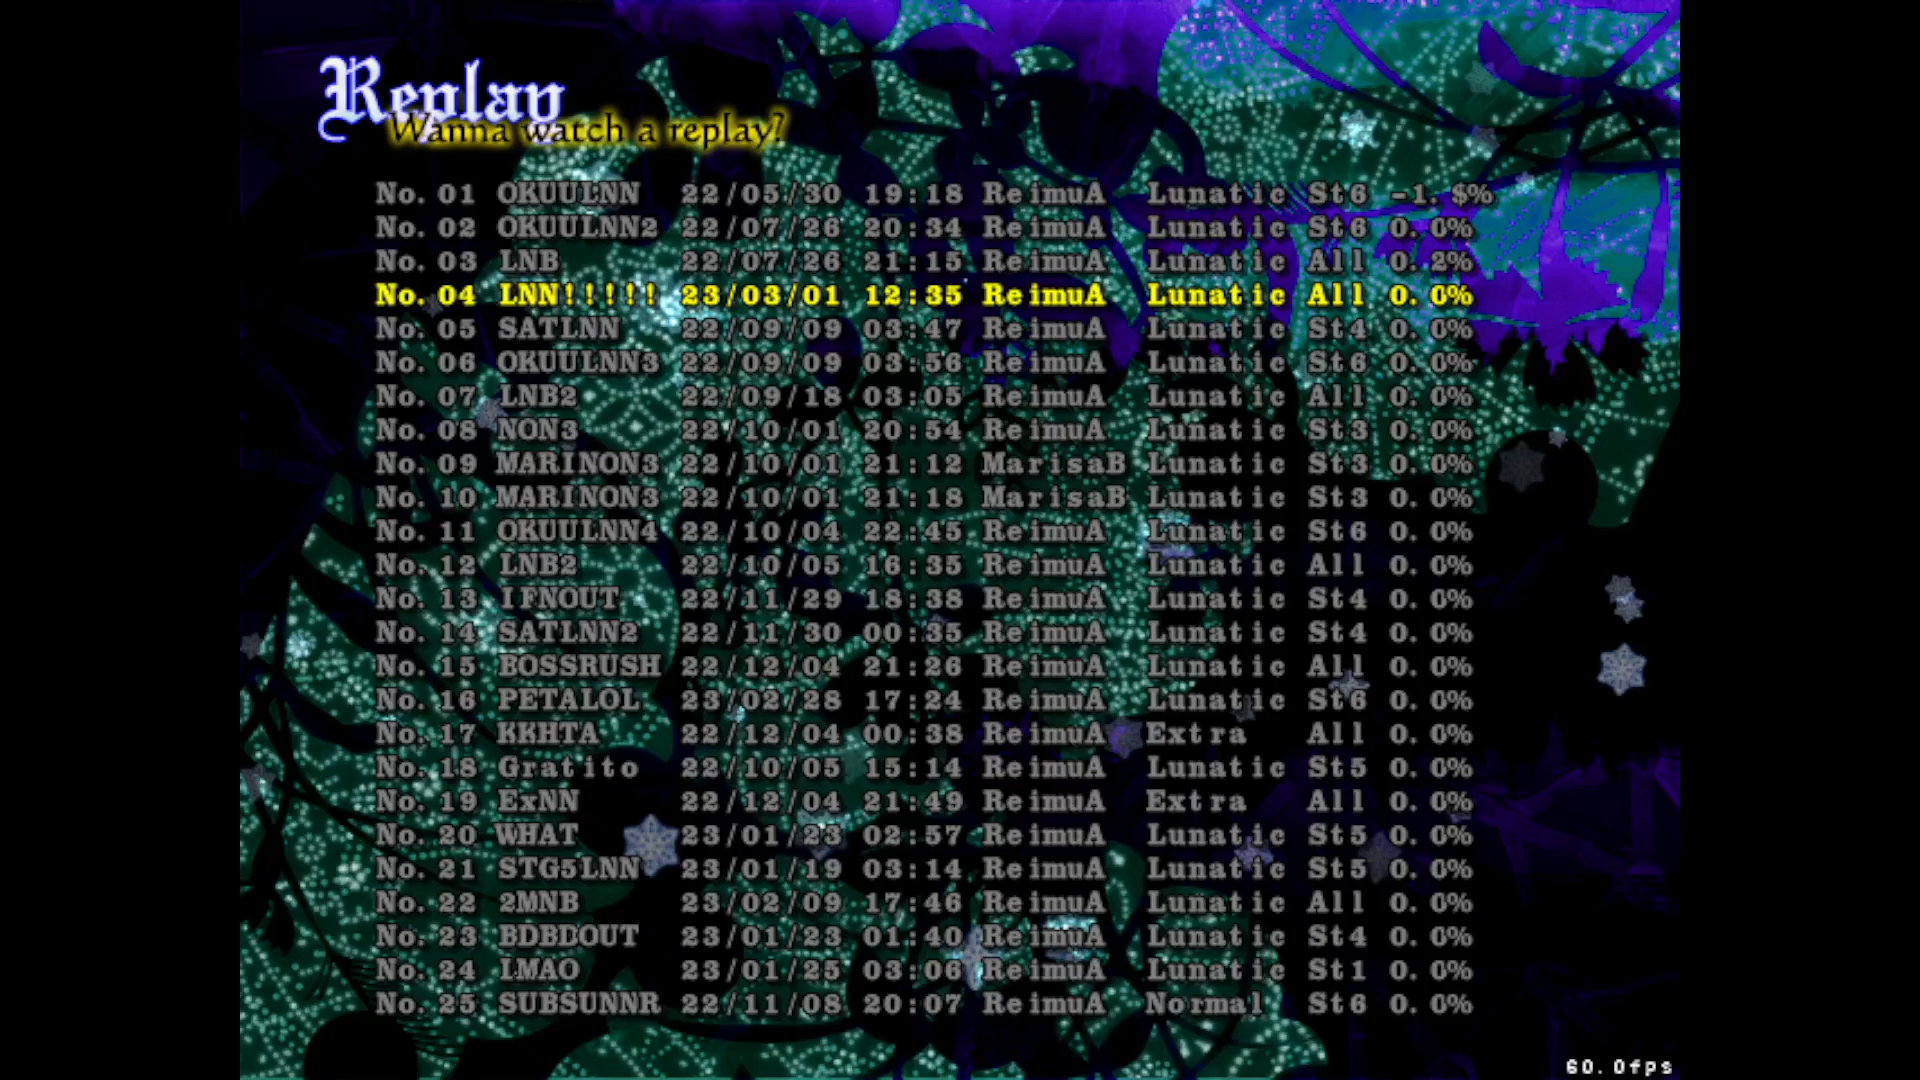 Replay
Wanna watch a replay?
No. 01 OKUULNN 22/05/30 19:18 ReimuA Lunatic St6 -1.$%
No. 02 OKUULNN2 22/07/26 20:34 ReimuA Lunatic St6 0.0%
No. 03 LNB 22/07/26 21:15 ReimuA Lunatic All 0.2%
No. 04 LNN!!!!! 23/03/01 12:35 ReimuA Lunatic All 0.0%
No. 05 SATLNN 22/09/09 03:47 ReimuA Lunatic St4 0.0%
No. 06 OKUULNN3 22/09/09 03:56 ReimuA Lunatic St6 0.0%
No. 07 LNB2 22/09/18 03:05 ReimuA Lunatic All 0.0%
No. 08 NON3 22/10/01 20:54 ReimuA Lunatic St3 0.0%
No. 09 MARINON3 22/10/01 21:12 MarisaB Lunatic St3 0.0%
No. 10 MARINON3 22/10/01 21:18 MarisaB Lunatic St3 0.0%
No. 11 OKUULNN4 22/10/04 22:45 ReimuA Lunatic St6 0.0%
No. 12 LNB2 22/10/05 16:35 ReimuA Lunatic All 0.0%
No. 13 IFNOUT 22/11/29 18:38 ReimuA Lunatic St4 0.0%
No. 14 SATLNN2 22/11/30 00:35 ReimuA Lunatic St4 0.0%
No. 15 BOSSRUSH 22/12/04 21:26 ReimuA Lunatic All 0.0%
No. 16 PETALOL 23/02/28 17:24 ReimuA Lunatic St6 0.0%
No. 17 KKHTA 22/12/04 00:38 ReimuA Extra All 0.0%
No. 18 Gratito 22/10/05 15:14 ReimuA Lunatic St5 0.0%
No. 19 ExNN 22/12/04 21:49 ReimuA Extra All 0.0%
No. 20 WHAT 23/01/23 02:57 ReimuA Lunatic St5 0.0%
No. 21 STG5LNN 23/01/19 03:14 ReimuA Lunatic St5 0.0%
No. 22 2MNB 23/02/09 17:46 ReimuA Lunatic All 0.0%
No. 23 BDBDOUT 23/01/23 01:40 ReimuA Lunatic St4 0.0%
No. 24 LMAO 23/01/25 03:06 ReimuA Lunatic St1 0.0%
No. 25 SUBSUNNR 22/11/08 20:07 ReimuA Normal St6 0.0%
60.0fps